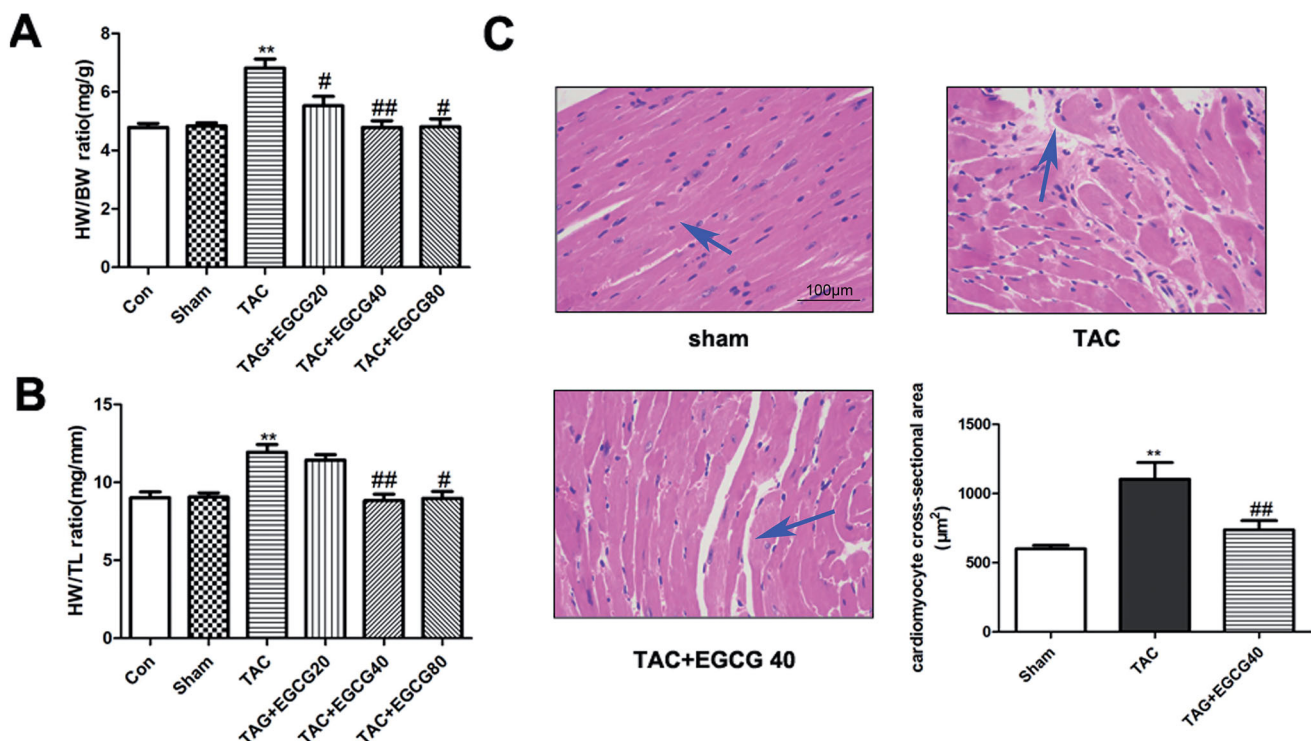 A
HW/BW ratio(mg/g)
8
6
4
2
0
**
#
##
#
Con
Sham
TAC
TAG+EGCG20
TAC+EGCG40
TAC+EGCG80
B
HW/TL ratio(mg/mm)
15
10
5
0
**
##
#
Con
Sham
TAC
TAG+EGCG20
TAC+EGCG40
TAC+EGCG80
C
100µm
sham
TAC
TAC+EGCG 40
cardiomyocyte cross-sectional area
(µm²)
1500
1000
500
0
**
##
Sham
TAC
TAG+EGCG40